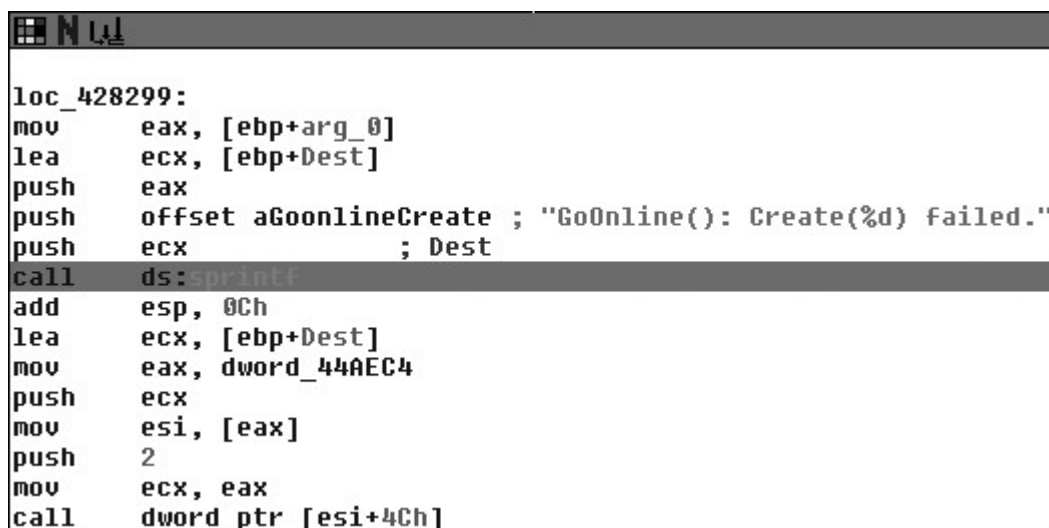 loc_428299:
mov eax, [ebp+arg_0]
lea ecx, [ebp+Dest]
push eax
push offset aGoonlineCreate ; "GoOnline(): Create(%d) failed."
push ecx ; Dest
call ds:sprintf
add esp, 0Ch
lea ecx, [ebp+Dest]
mov eax, dword_44AEC4
push ecx
mov esi, [eax]
push 2
mov ecx, eax
call dword ptr [esi+4Ch]